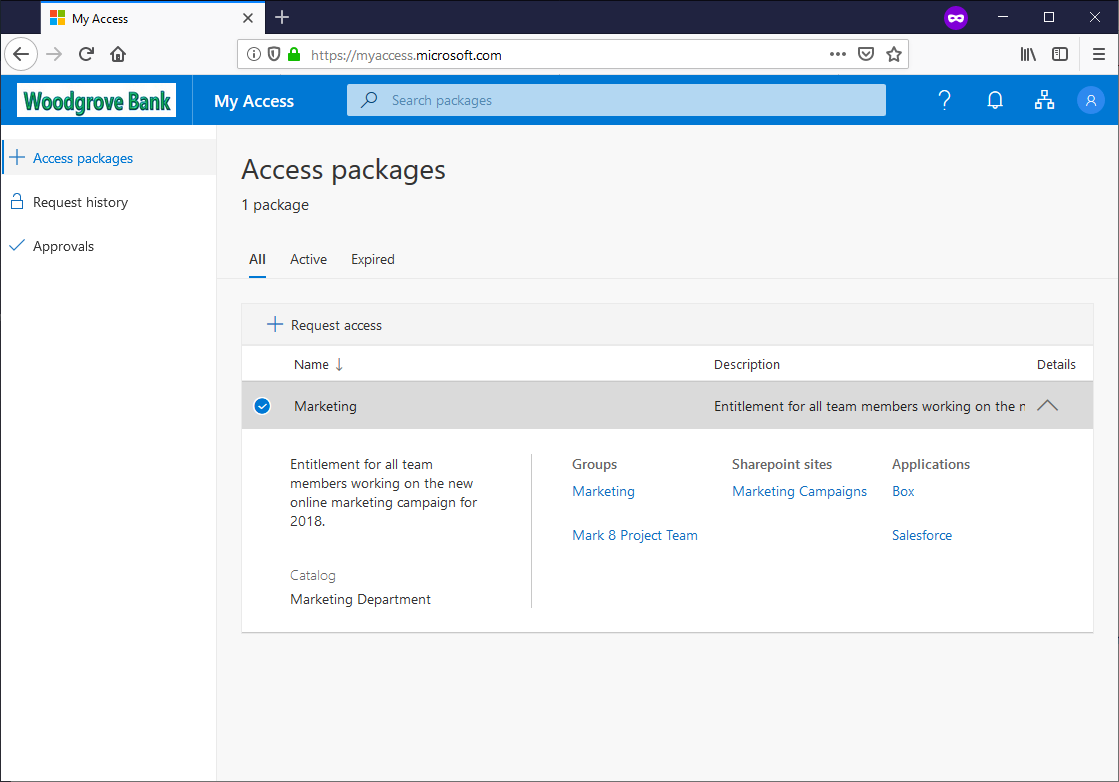 My Access
https://myaccess.microsoft.com
Woodgrove Bank
My Access
Search packages
Access packages
Request history
Approvals
Access packages
1 package
All Active Expired
Request access
Name Description Details
Marketing Entitlement for all team members working on the n
Entitlement for all team
members working on the new
online marketing campaign for
2018.
Catalog
Marketing Department
Groups Sharepoint sites Applications
Marketing Marketing Campaigns Box
Mark 8 Project Team Salesforce